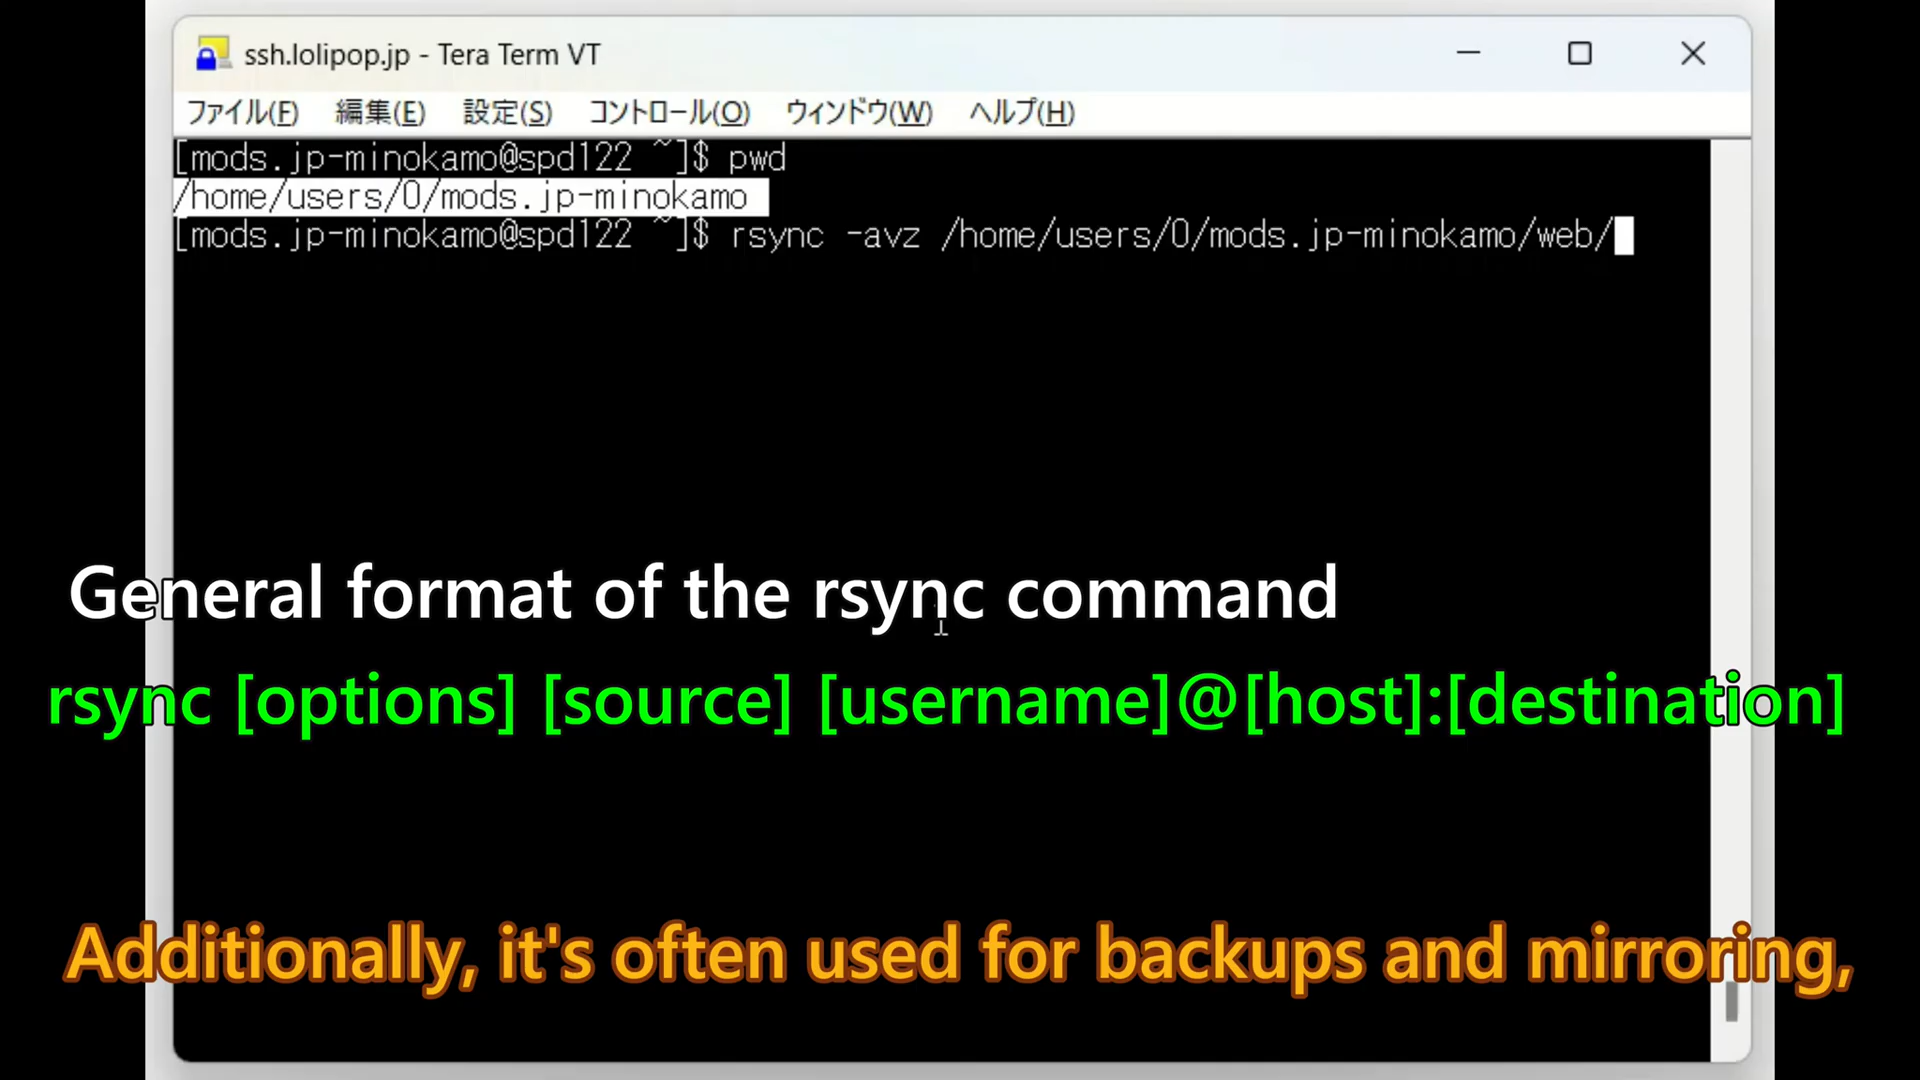 ssh.lolipop.jp - Tera Term VT
ファイル(F) 編集(E) 設定(S) コントロール(O) ウィンドウ(W) ヘルプ(H)
[mods.jp-minokamo@spd122 ~]$ pwd
/home/users/0/mods.jp-minokamo
[mods.jp-minokamo@spd122 ~]$ rsync -avz /home/users/0/mods.jp-minokamo/web/
General format of the rsync command
rsync [options] [source] [username]@[host]:[destination]
Additionally, it's often used for backups and mirroring,